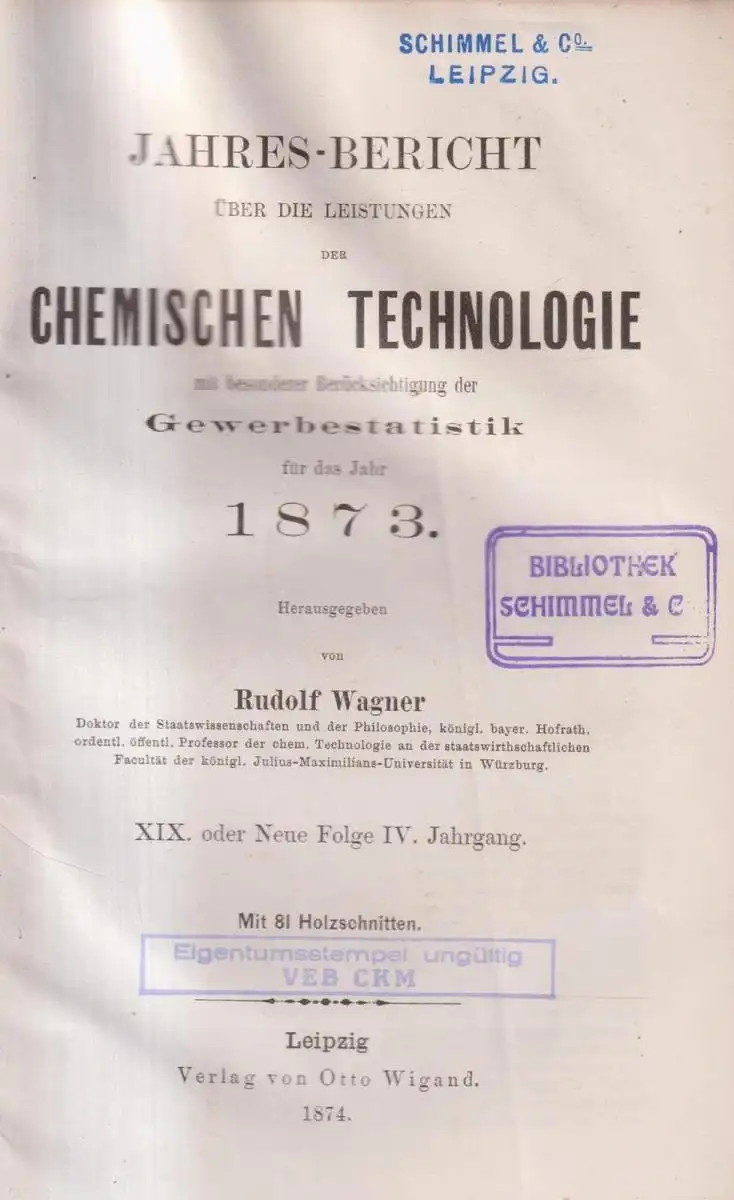 SCHIMMEL & Co.
LEIPZIG.
JAHRES-BERICHT
ÜBER DIE LEISTUNGEN
DER
CHEMISCHEN TECHNOLOGIE
mit besonderer Berücksichtigung der
Gewerbestatistik
für das Jahr
1873.
BIBLIOTHEK
SCHIMMEL & C
Herausgegeben
von
Rudolf Wagner
Doktor der Staatswissenschaften und der Philosophie, königl. bayer. Hofrath,
ordentl. öffentl. Professor der chem. Technologie an der staatswirthschaftlichen
Facultät der königl. Julius-Maximilians-Universität in Würzburg.
XIX. oder Neue Folge IV. Jahrgang.
Mit 81 Holzschnitten.
Eigentumsstempel ungültig
VEB CKM
Leipzig
Verlag von Otto Wigand.
1874.